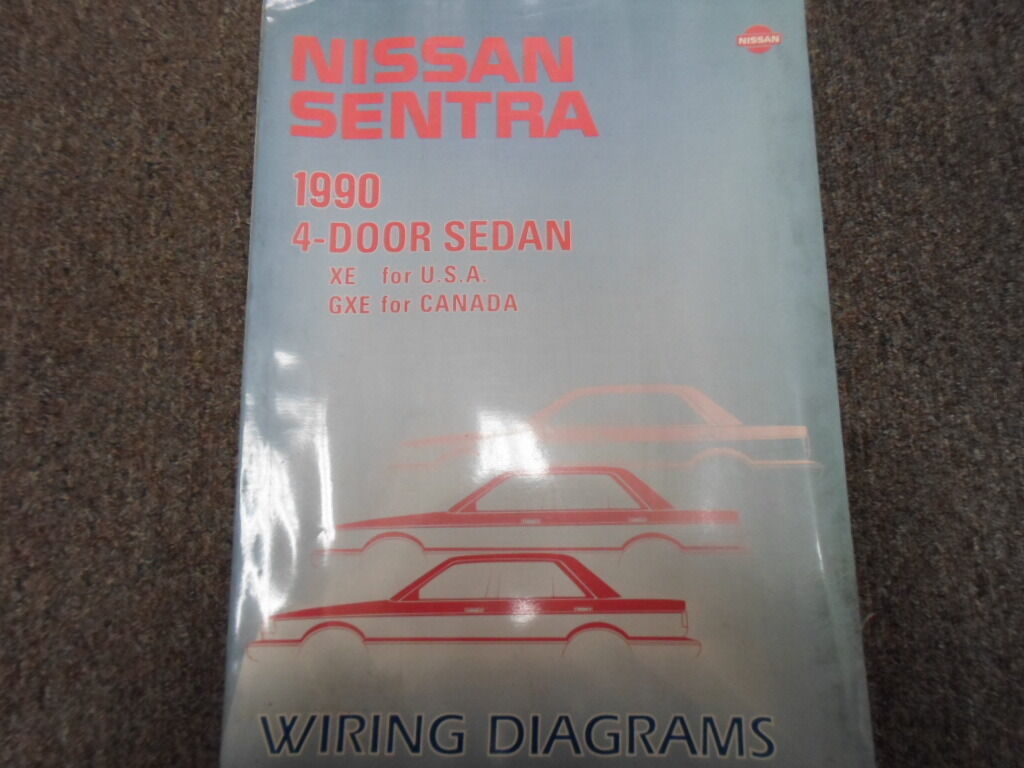 NISSAN
NISSAN
SENTRA
1990
4-DOOR SEDAN
XE for U.S.A.
GXE for CANADA
WIRING DIAGRAMS